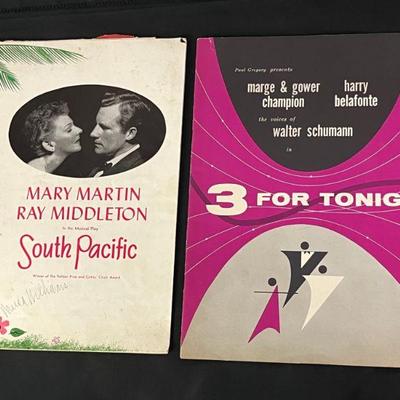 MARY MARTIN
RAY MIDDLETON
In the Musical Play
South Pacific
Winner of the Pulitzer Prize and Critics' Circle Award
Williams
Paul Gregory presents
marge & gower champion
harry belafonte
the voices of
walter schumann
in
3 FOR TONIG